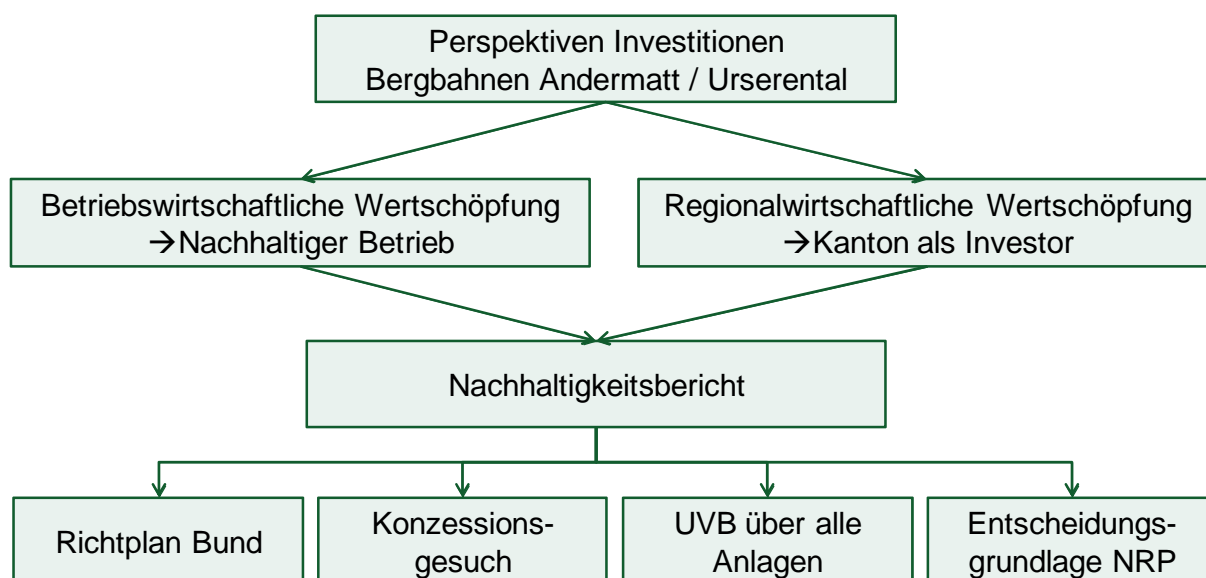 Perspektiven Investitionen
Bergbahnen Andermatt / Urserental
Betriebswirtschaftliche Wertschöpfung
→Nachhaltiger Betrieb
Regionalwirtschaftliche Wertschöpfung
→Kanton als Investor
Nachhaltigkeitsbericht
Richtplan Bund
Konzessions-
gesuch
UVB über alle
Anlagen
Entscheidungs-
grundlage NRP